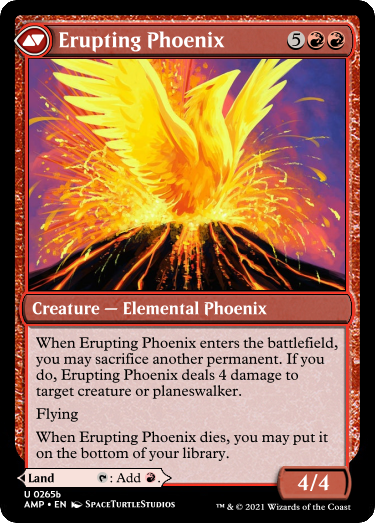 Erupting Phoenix 5
Creature — Elemental Phoenix
When Erupting Phoenix enters the battlefield,
you may sacrifice another permanent. If you
do, Erupting Phoenix deals 4 damage to
target creature or planeswalker.
Flying
When Erupting Phoenix dies, you may put it
on the bottom of your library.
Land : Add .
4/4
U 0265b
AMP • EN SpaceTurtleStudios
™ & © 2021 Wizards of the Coast